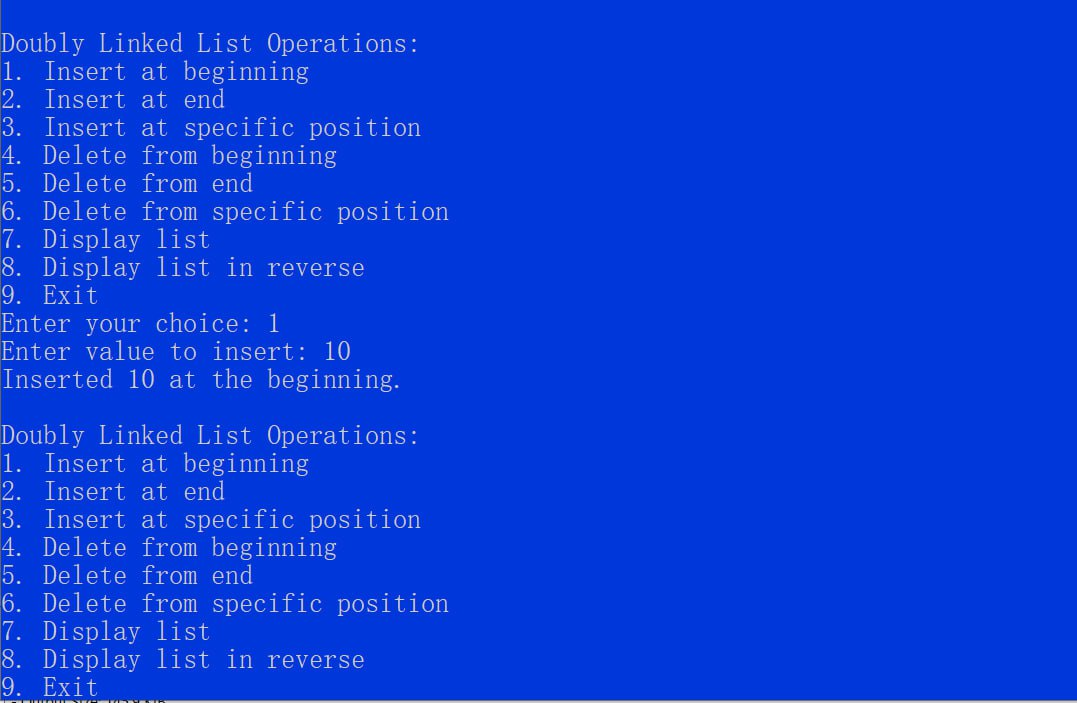 Doubly Linked List Operations:
1. Insert at beginning
2. Insert at end
3. Insert at specific position
4. Delete from beginning
5. Delete from end
6. Delete from specific position
7. Display list
8. Display list in reverse
9. Exit
Enter your choice: 1
Enter value to insert: 10
Inserted 10 at the beginning.
Doubly Linked List Operations:
1. Insert at beginning
2. Insert at end
3. Insert at specific position
4. Delete from beginning
5. Delete from end
6. Delete from specific position
7. Display list
8. Display list in reverse
9. Exit